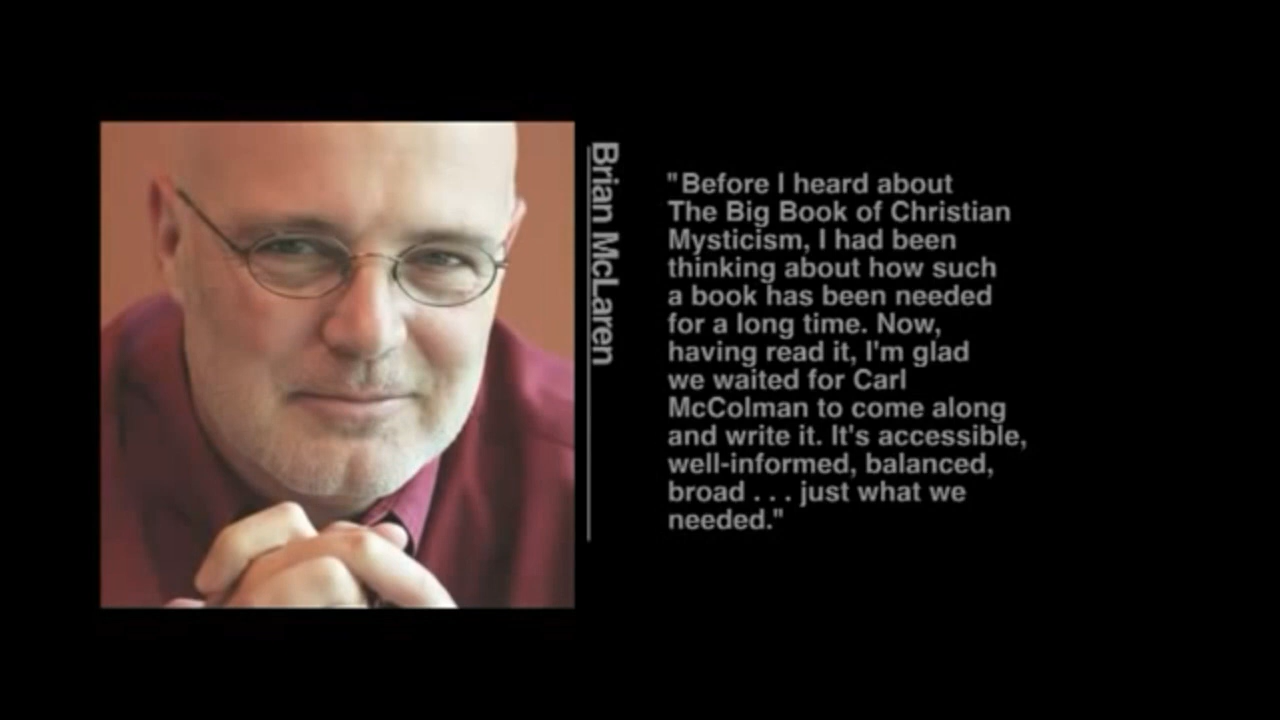 Brian McLaren
"Before I heard about
The Big Book of Christian
Mysticism, I had been
thinking about how such
a book has been needed
for a long time. Now,
having read it, I'm glad
we waited for Carl
McColman to come along
and write it. It's accessible,
well-informed, balanced,
broad . . . just what we
needed."